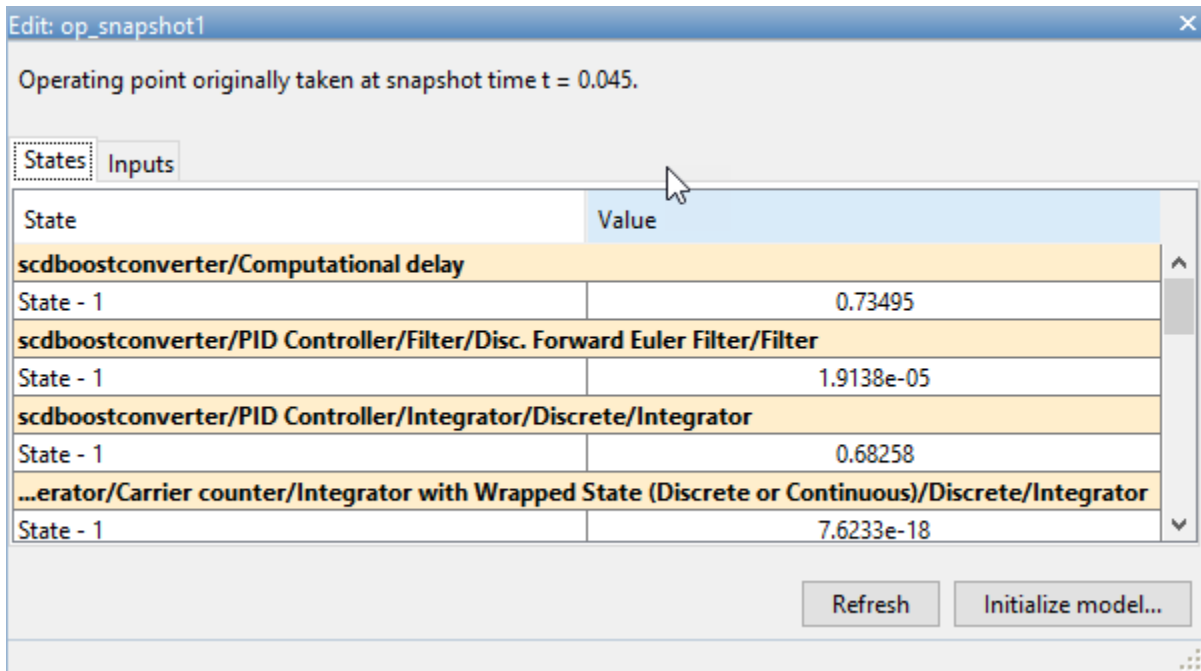 Edit: op_snapshot1
Operating point originally taken at snapshot time t = 0.045.
States Inputs
State Value
scdboostconverter/Computational delay
State - 1 0.73495
scdboostconverter/PID Controller/Filter/Disc. Forward Euler Filter/Filter
State - 1 1.9138e-05
scdboostconverter/PID Controller/Integrator/Discrete/Integrator
State - 1 0.68258
...erator/Carrier counter/Integrator with Wrapped State (Discrete or Continuous)/Discrete/Integrator
State - 1 7.6233e-18
Refresh Initialize model...